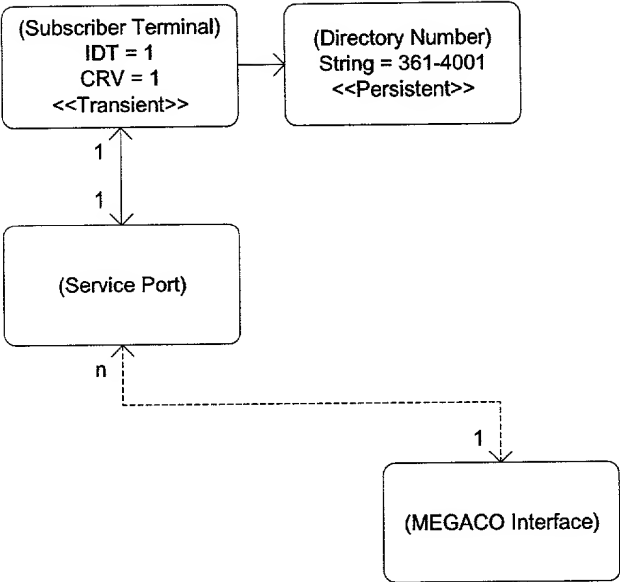 (Subscriber Terminal)
IDT = 1
CRV = 1
<<Transient>>
(Directory Number)
String = 361-4001
<<Persistent>>
1
1
(Service Port)
n
1
(MEGACO Interface)